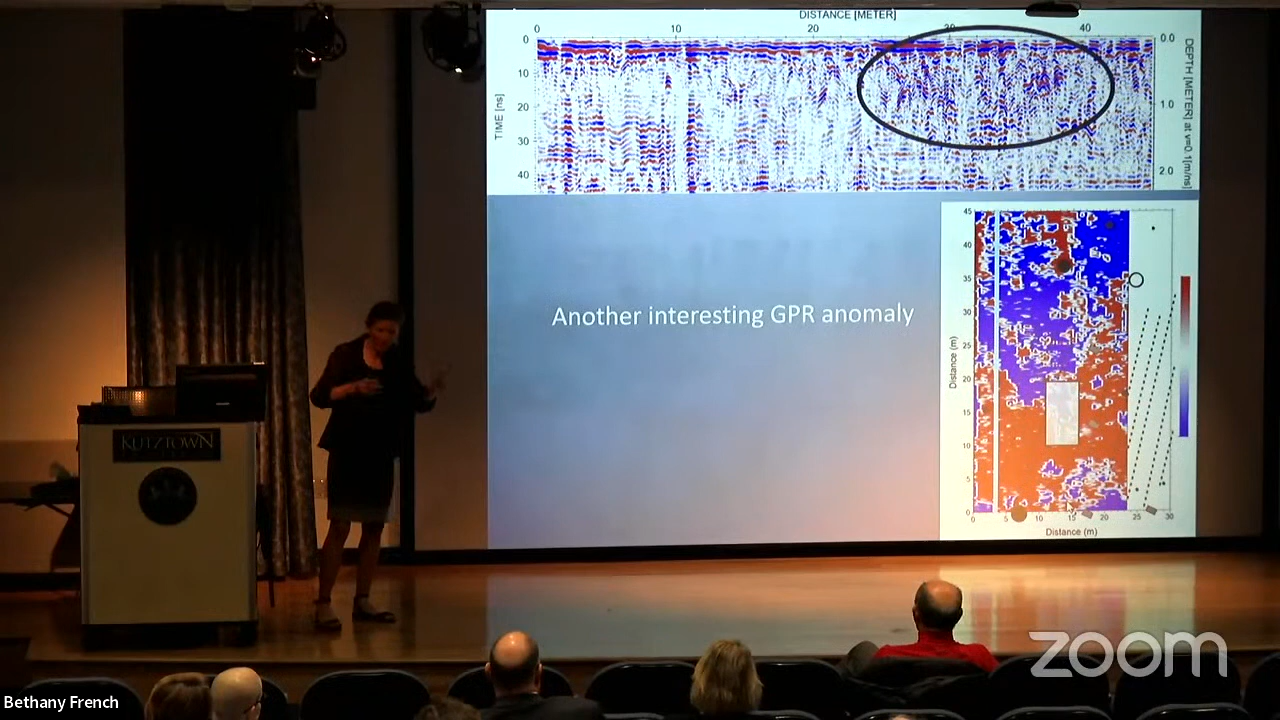 DISTANCE [METER]
0 10 20 30 40
0 0.0
10
20 1.0
30
40 2.0
TIME [ns]
DEPTH [METER] at v=0.1[m/ns]
Another interesting GPR anomaly
45
40
35
30
25
20
15
10
5
0
Distance (m)
0 5 10 15 20 25 30
Distance (m)
KUTZTOWN
zoom
Bethany French